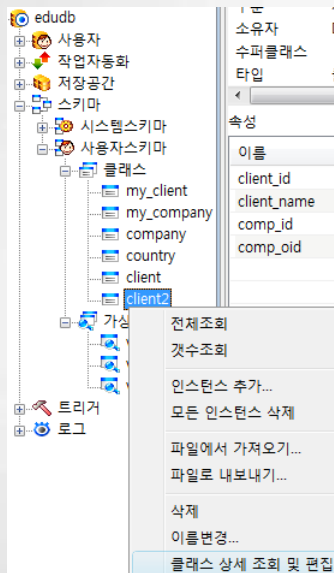 edudb
사용자
작업자동화
저장공간
스키마
시스템스키마
사용자스키마
클래스
my_client
my_company
company
country
client
client2
가상
트리거
로그
소유자
수퍼클래스
타입
속성
이름
client_id
client_name
comp_id
comp_oid
전체조회
갯수조회
인스턴스 추가...
모든 인스턴스 삭제
파일에서 가져오기...
파일로 내보내기...
삭제
이름변경...
클래스 상세 조회 및 편집